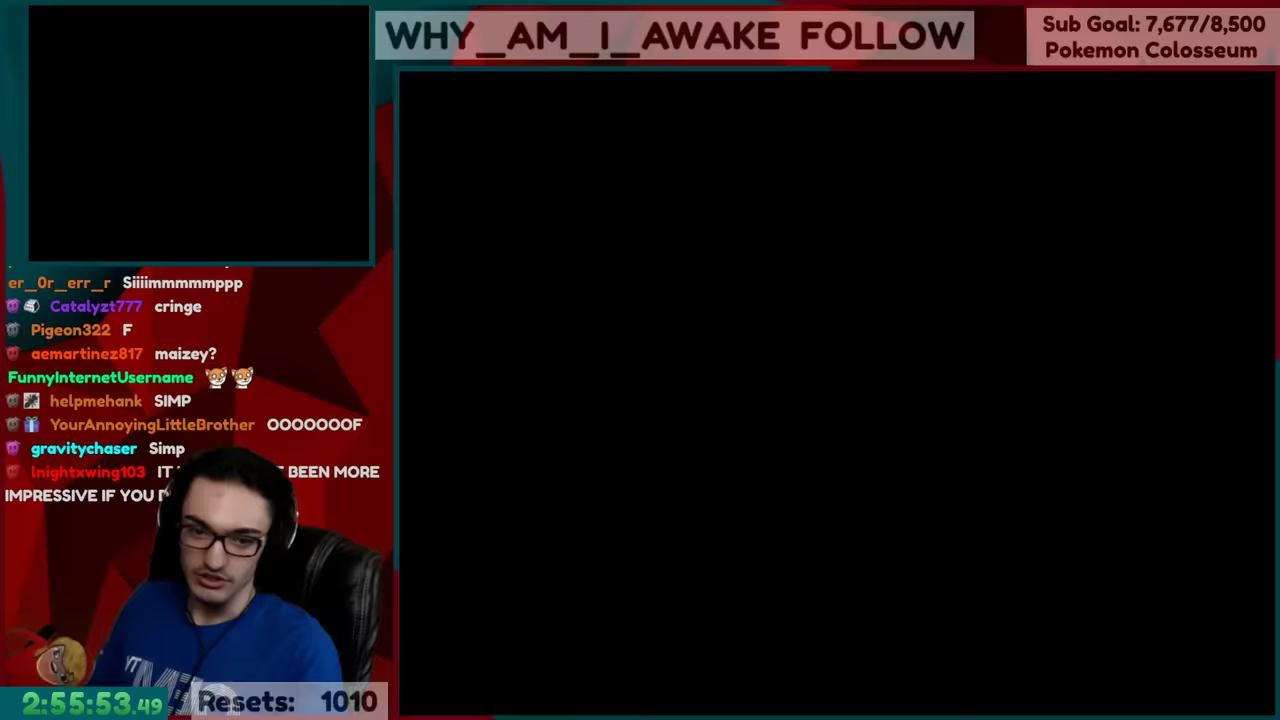 WHY_AM_I_AWAKE FOLLOW
Sub Goal: 7,677/8,500
Pokemon Colosseum
er_0r_err_r Siiiimmmmmppp
Catalyzt777 cringe
Pigeon322 F
aemartinez817 maizey?
FunnyInternetUsername
helpmehank SIMP
YourAnnoyingLittleBrother OOOOOOOF
gravitychaser Simp
lnightxwing103 IT BEEN MORE
IMPRESSIVE IF YOU
2:55:53.49
Resets: 1010